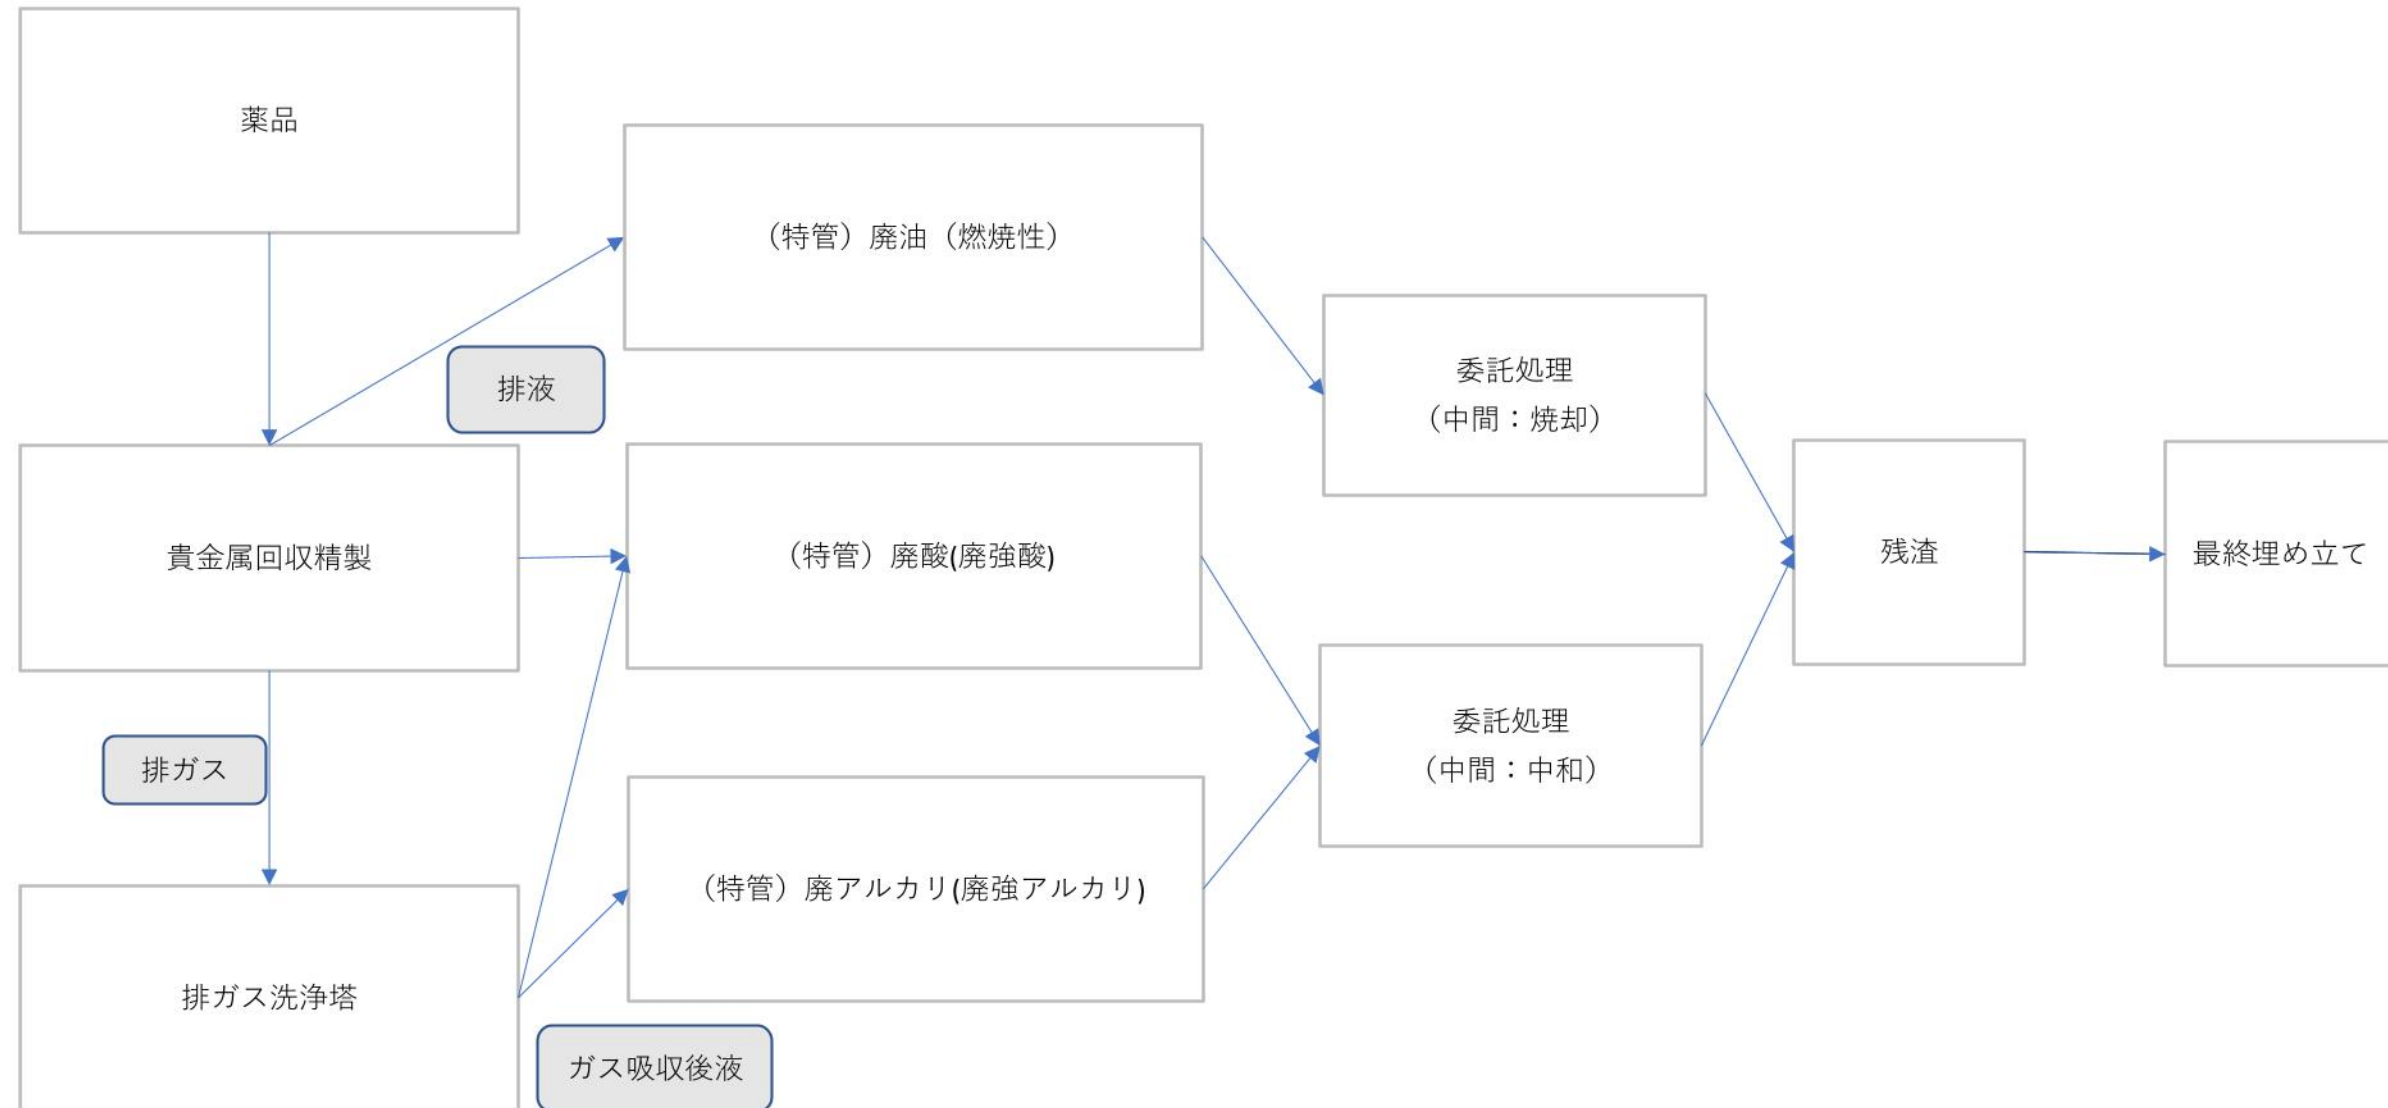 薬品
（特管）廃油（燃焼性）
排液
委託処理
（中間：焼却）
貴金属回収精製
（特管）廃酸(廃強酸)
残渣
最終埋め立て
排ガス
委託処理
（中間：中和）
（特管）廃アルカリ(廃強アルカリ)
排ガス洗浄塔
ガス吸収後液